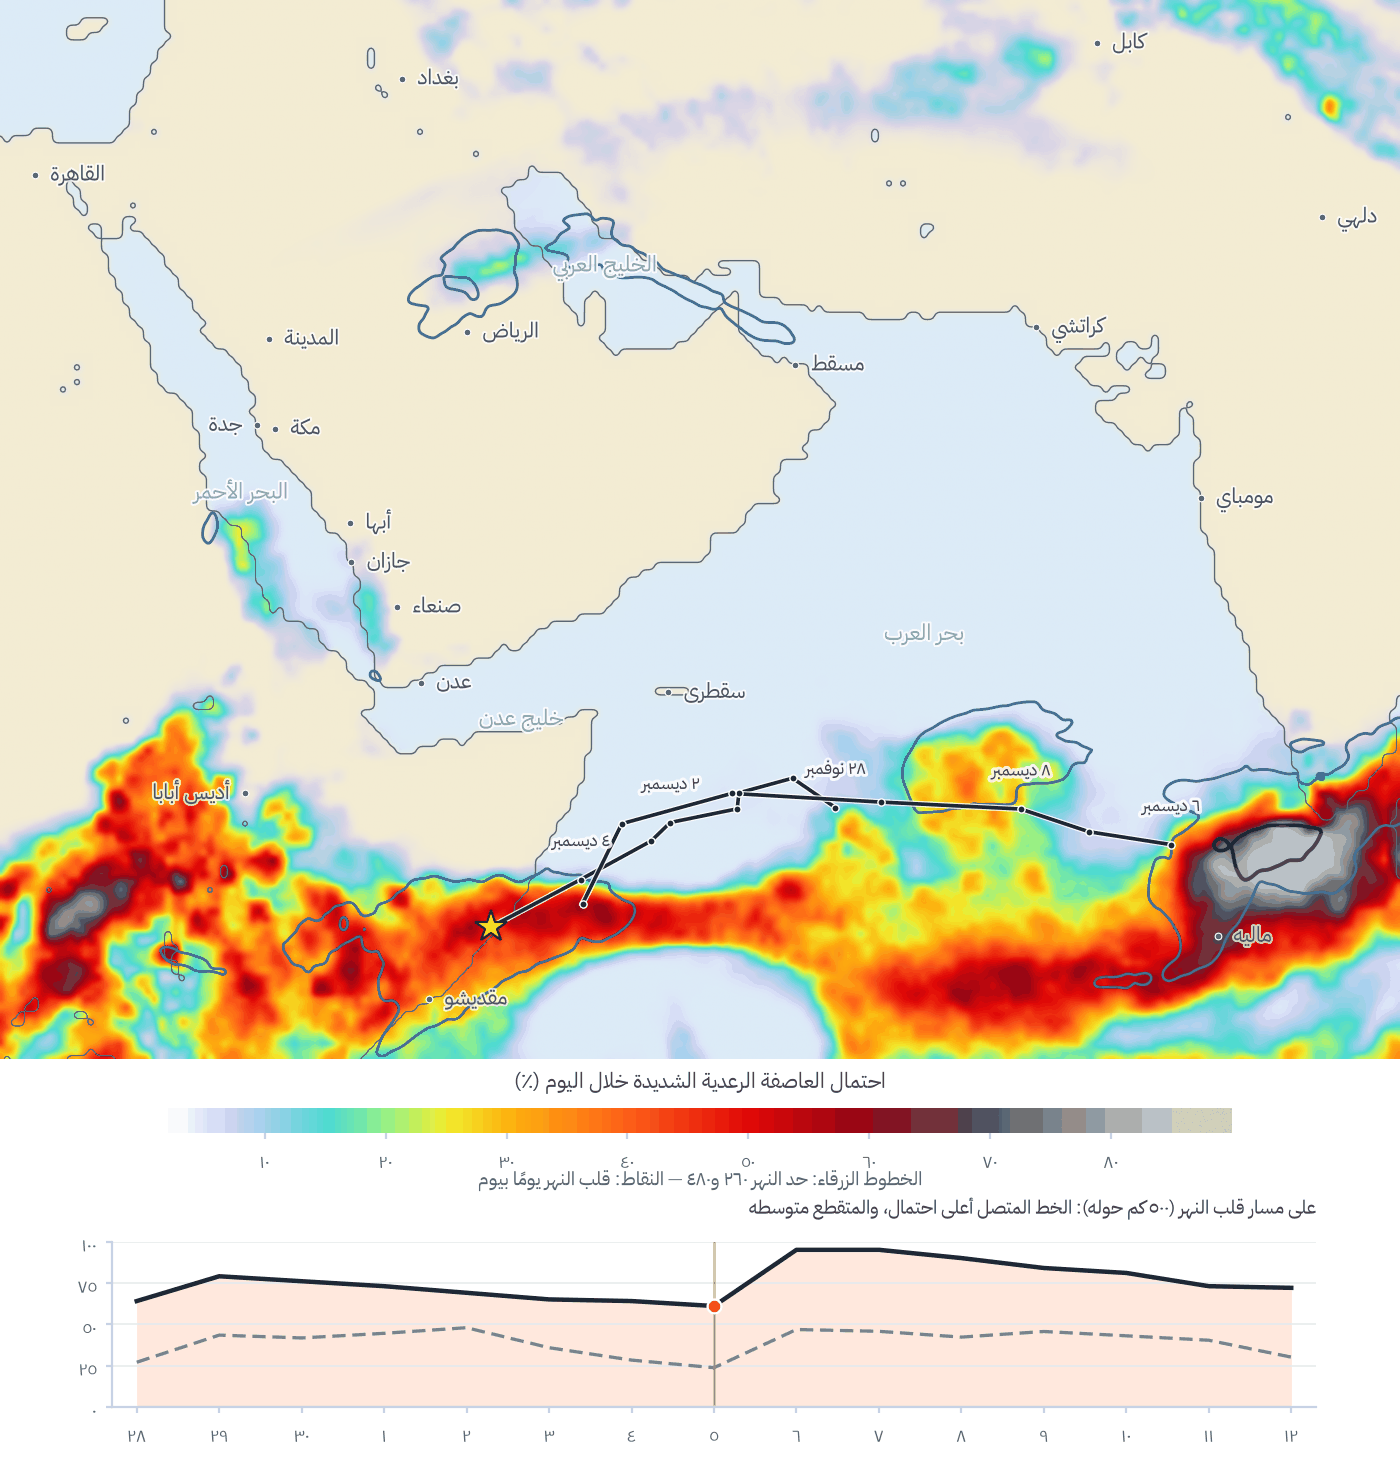 كابل
بغداد
القاهرة
دلهي
الخليج العربي
كراتشي
الرياض
المدينة
مسقط
جدة
مكة
البحر الأحمر
مومباي
أبها
جازان
صنعاء
بحر العرب
عدن
سقطرى
خليج عدن
٢٨ نوفمبر
٨ ديسمبر
٢ ديسمبر
أديس أبابا
٦ ديسمبر
٤ ديسمبر
ماليه
مقديشو
احتمال العاصفة الرعدية الشديدة خلال اليوم (٪)
١٠ ٢٠ ٣٠ ٤٠ ٥٠ ٦٠ ٧٠ ٨٠
الخطوط الزرقاء: حد النهر ٢٦٠ و٤٨٠ — النقاط: قلب النهر يومًا بيوم
على مسار قلب النهر (٥٠٠ كم حوله): الخط المتصل أعلى احتمال، والمتقطع متوسطه
١٠٠
٧٥
٥٠
٢٥
٠
٢٨ ٢٩ ٣٠ ١ ٢ ٣ ٤ ٥ ٦ ٧ ٨ ٩ ١٠ ١١ ١٢